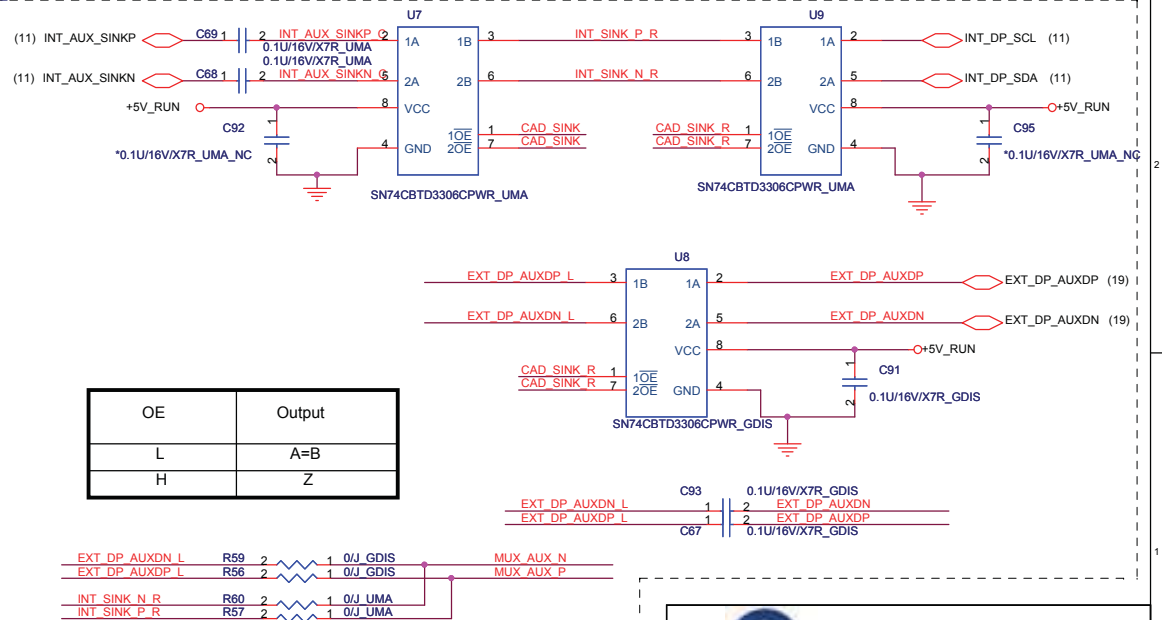 U7
U9
(11) INT_AUX_SINKP C69 1 2 INT_AUX_SINKP_C 2 1A 1B 3 INT_SINK_P_R 3 1B 1A 2 INT_DP_SCL (11)
0.1U/16V/X7R_UMA
0.1U/16V/X7R_UMA
(11) INT_AUX_SINKN C68 1 2 INT_AUX_SINKN_C 5 2A 2B 6 INT_SINK_N_R 6 2B 2A 5 INT_DP_SDA (11)
+5V_RUN 8 VCC VCC 8 +5V_RUN
C92 1 2
*0.1U/16V/X7R_UMA_NC
1OE 1 CAD_SINK CAD_SINK_R 1 1OE
4 GND 2OE 7 CAD_SINK CAD_SINK_R 7 2OE GND 4
1 2 C95
*0.1U/16V/X7R_UMA_NC
SN74CBTD3306CPWR_UMA
SN74CBTD3306CPWR_UMA
2
U8
EXT_DP_AUXDP_L 3 1B 1A 2 EXT_DP_AUXDP EXT_DP_AUXDP (19)
EXT_DP_AUXDN_L 6 2B 2A 5 EXT_DP_AUXDN EXT_DP_AUXDN (19)
VCC 8 +5V_RUN
CAD_SINK_R 1 1OE
CAD_SINK_R 7 2OE GND 4
1 2 C91
0.1U/16V/X7R_GDIS
SN74CBTD3306CPWR_GDIS
OE Output
L A=B
H Z
C93 0.1U/16V/X7R_GDIS
EXT_DP_AUXDN_L 1 2 EXT_DP_AUXDN
EXT_DP_AUXDP_L 1 2 EXT_DP_AUXDP
C67 0.1U/16V/X7R_GDIS
EXT_DP_AUXDN_L R59 2 1 0/J_GDIS MUX_AUX_N
EXT_DP_AUXDP_L R56 2 1 0/J_GDIS MUX_AUX_P
INT_SINK_N_R R60 2 1 0/J_UMA
INT_SINK_P_R R57 2 1 0/J_UMA
1